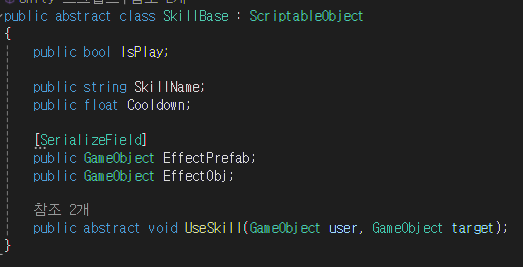 public abstract class SkillBase : ScriptableObject
{
public bool IsPlay;
public string SkillName;
public float Cooldown;
[SerializeField]
public GameObject EffectPrefab;
public GameObject EffectObj;
참조 2개
public abstract void UseSkill(GameObject user, GameObject target);
}